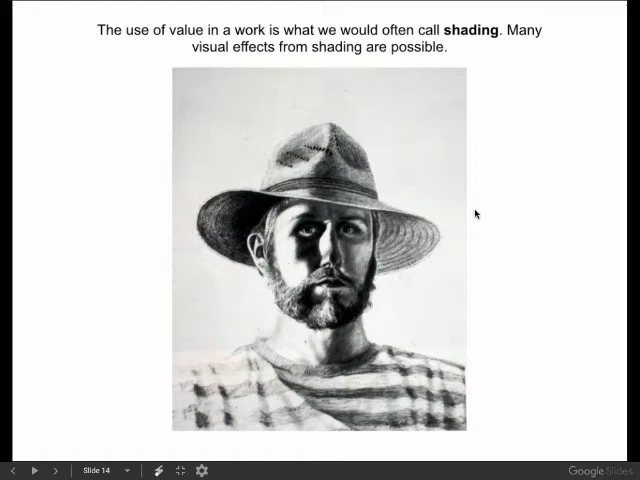 The use of value in a work is what we would often call shading. Many
visual effects from shading are possible.
Slide 14
Google Slides